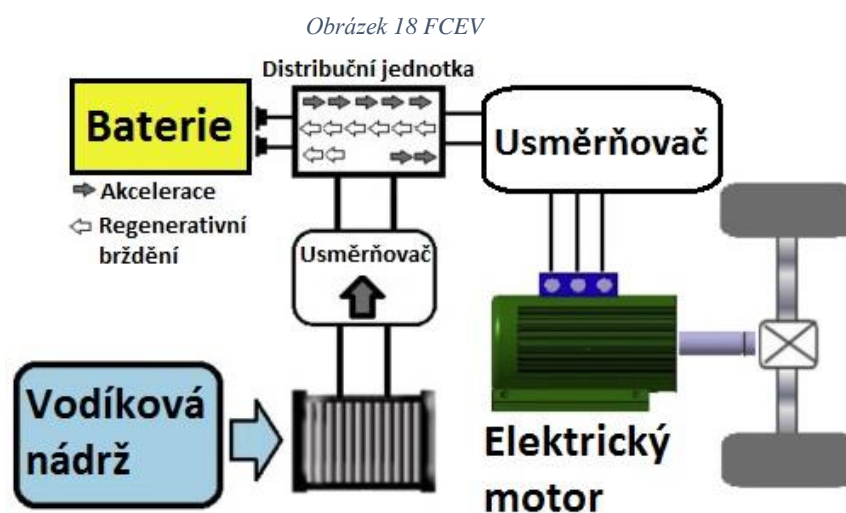 Obrázek 18 FCEV
Distribuční jednotka
Baterie
Usměrňovač
Akcelerace
Regenerativní
brždění
Usměrňovač
Vodíková
nádrž
Elektrický
motor